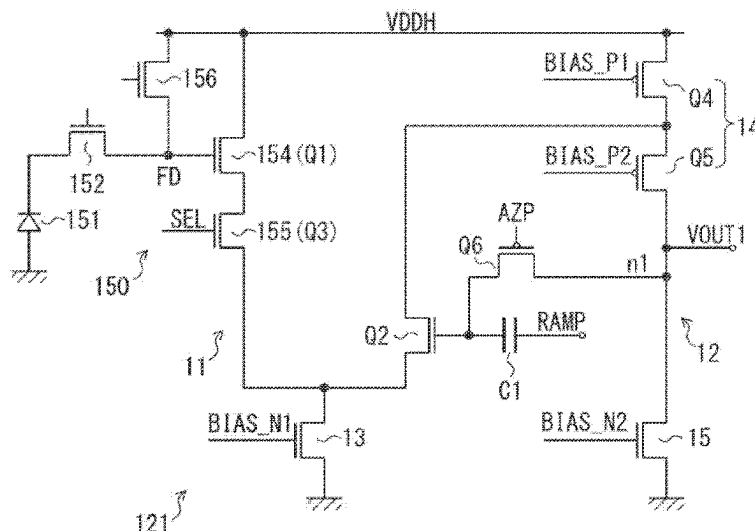 VDDH
BIAS_P1
Q4
156
14
154(Q1)
BIAS_P2
Q5
152
FD
AZP
151
SEL
155(Q3)
VOUT1
Q6
n1
150
Q2
RAMP
11
12
C1
BIAS_N1
13
BIAS_N2
15
121